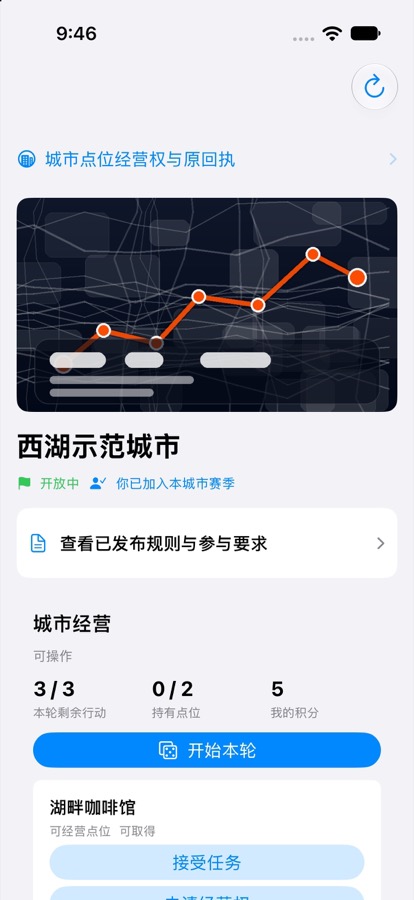 9:46
城市点位经营权与原回执
西湖示范城市
开放中 你已加入本城市赛季
查看已发布规则与参与要求
城市经营
可操作
3 / 3 0 / 2 5
本轮剩余行动 持有点位 我的积分
开始本轮
湖畔咖啡馆
可经营点位 可取得
接受任务